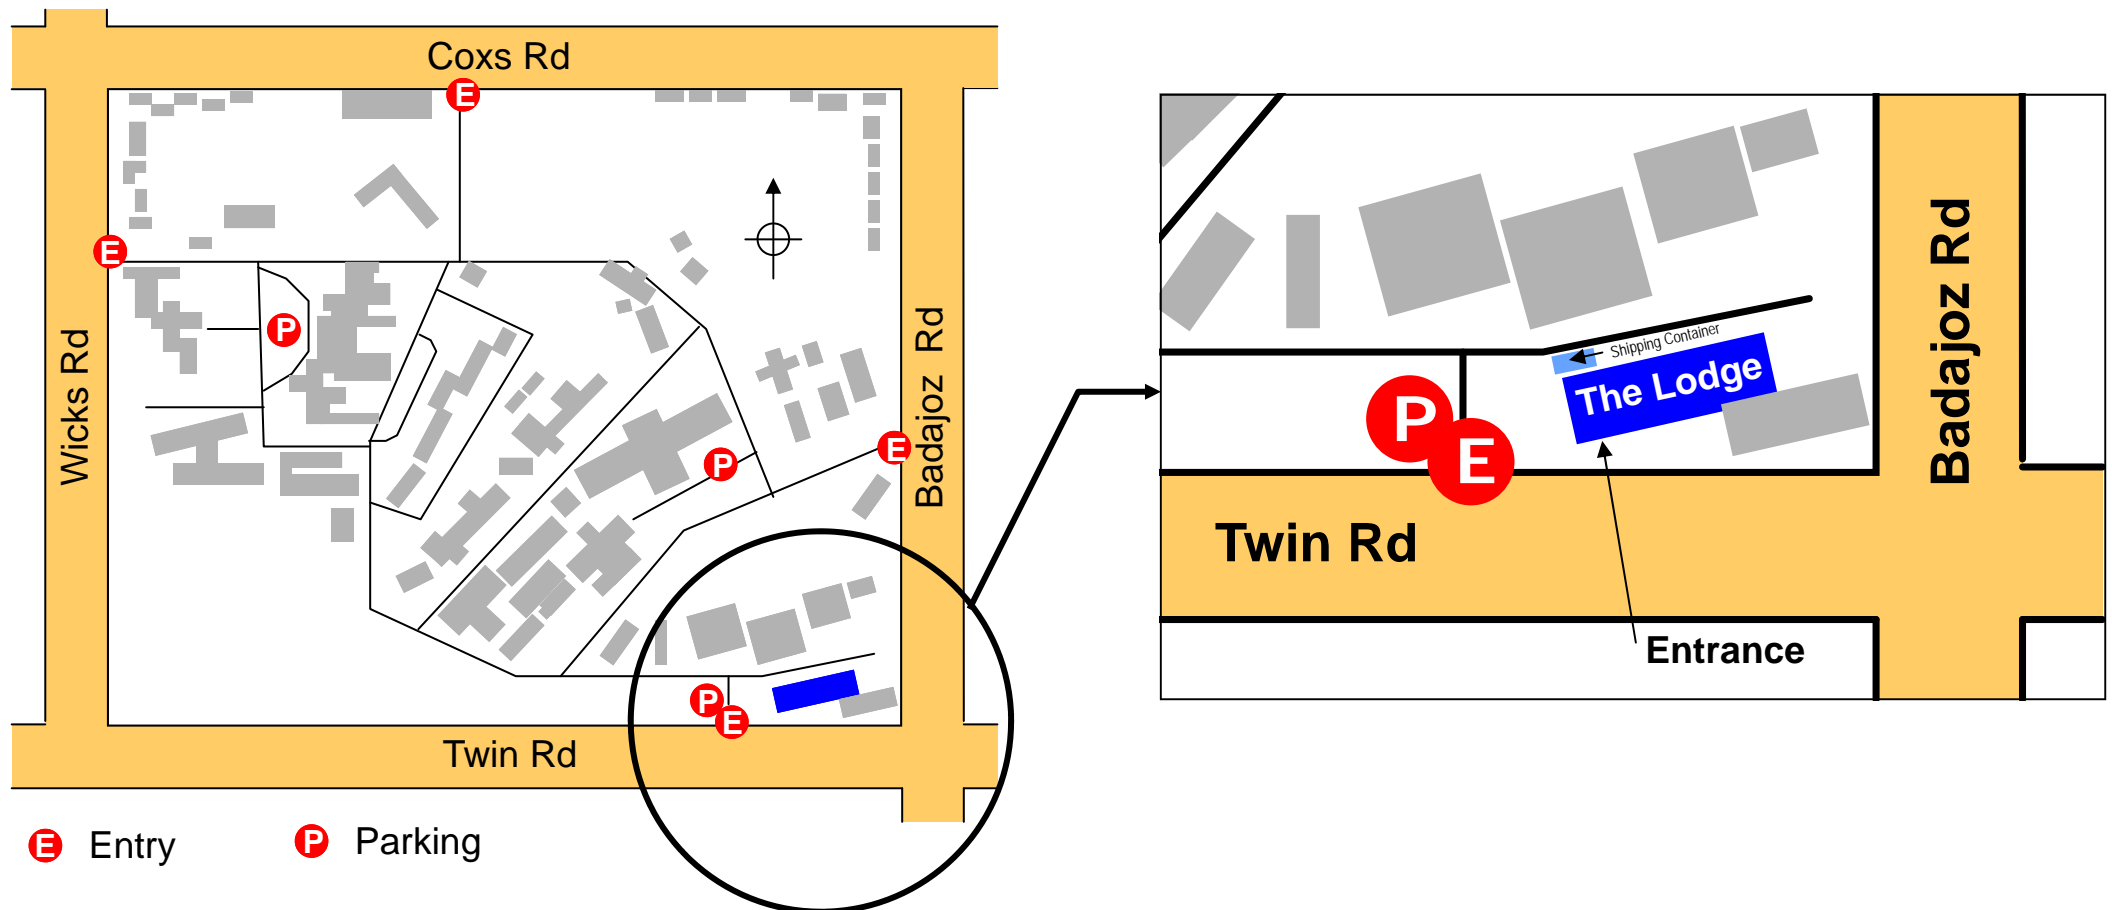 Coxs Rd
E
E
P
Wicks Rd
Badajoz Rd
E
P
P
E
Twin Rd
E Entry
P Parking
Badajoz Rd
Shipping Container
The Lodge
P
E
Twin Rd
Entrance